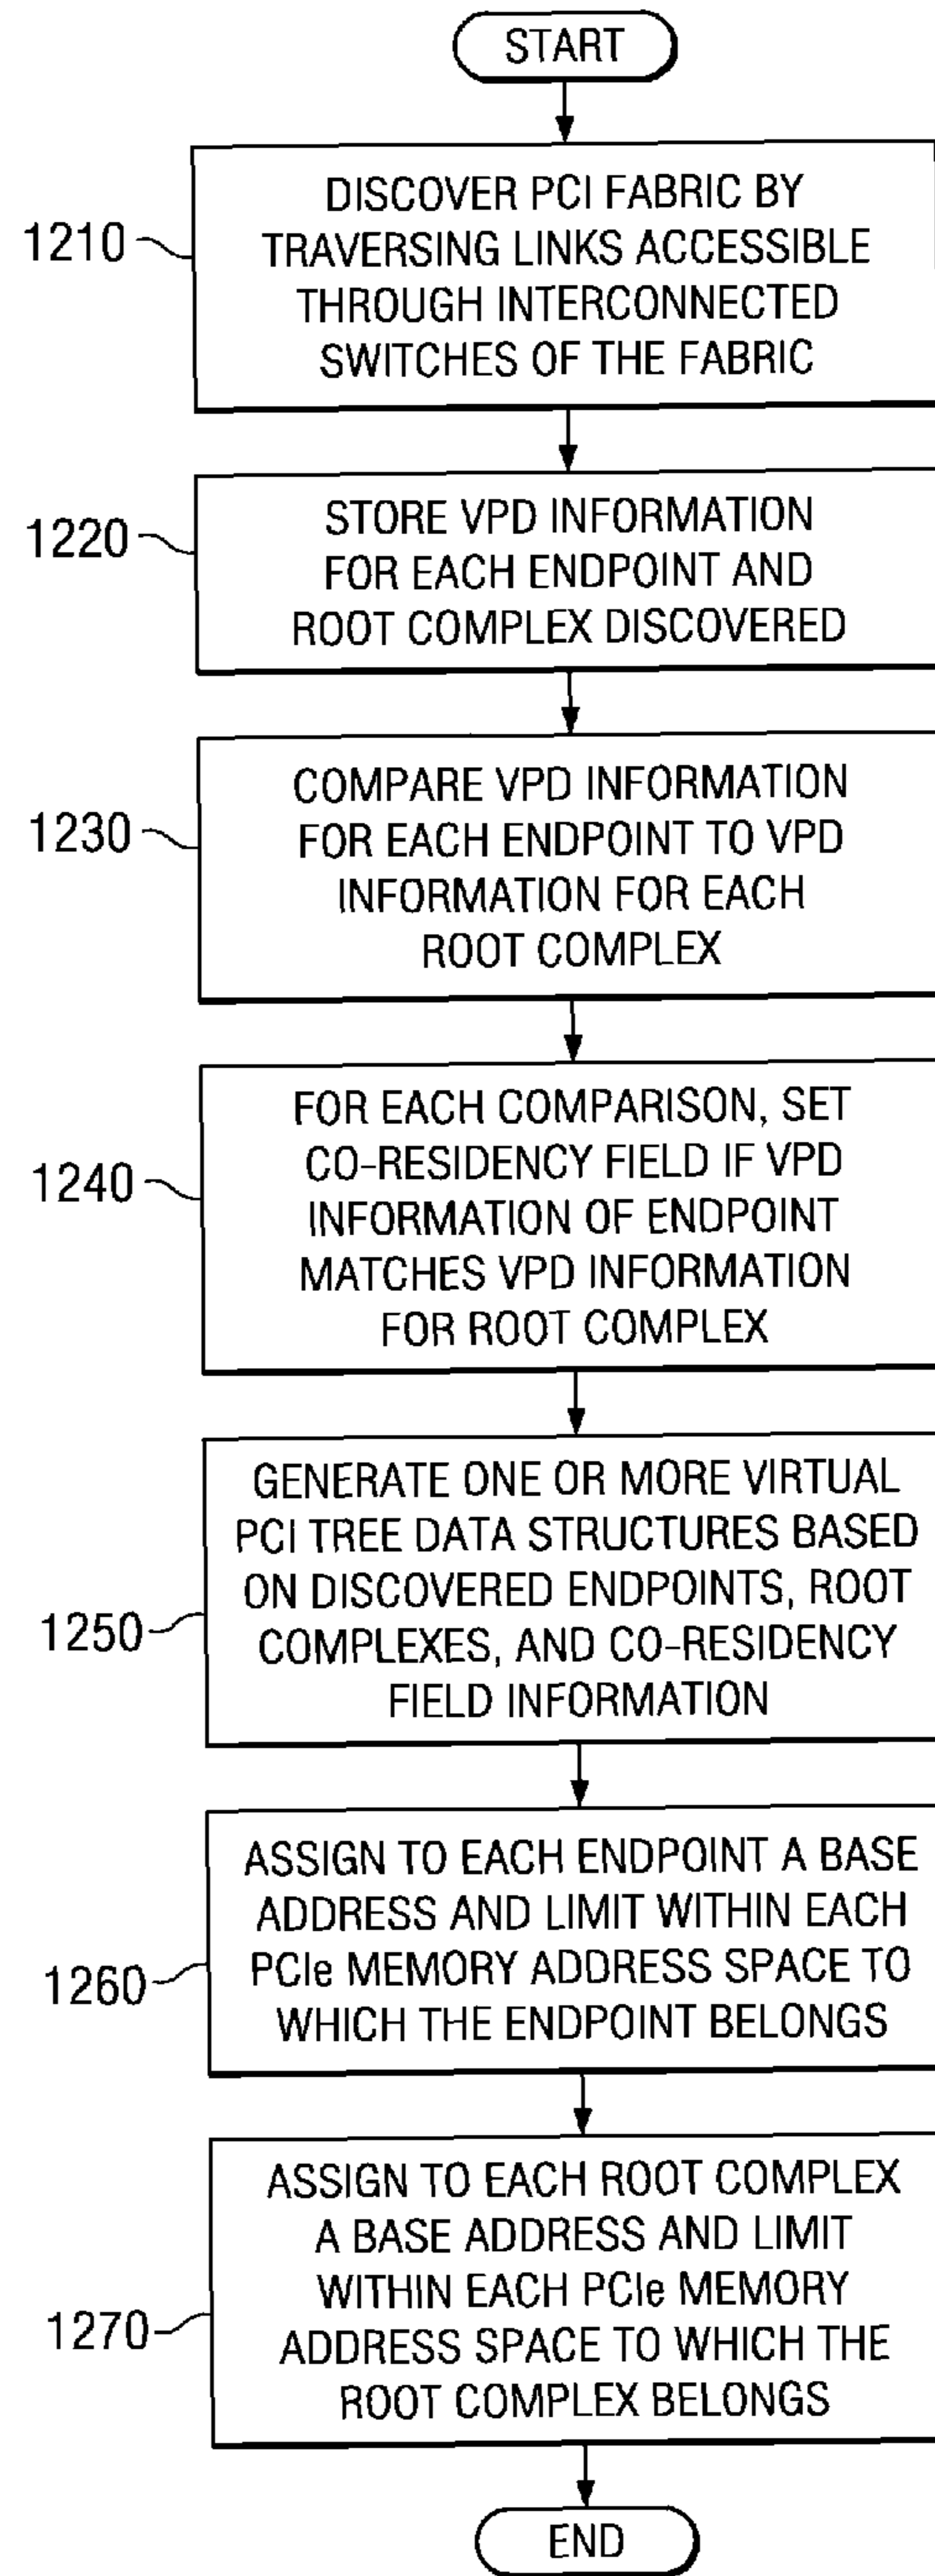 START
1210
DISCOVER PCI FABRIC BY
TRAVERSING LINKS ACCESSIBLE
THROUGH INTERCONNECTED
SWITCHES OF THE FABRIC
1220
STORE VPD INFORMATION
FOR EACH ENDPOINT AND
ROOT COMPLEX DISCOVERED
1230
COMPARE VPD INFORMATION
FOR EACH ENDPOINT TO VPD
INFORMATION FOR EACH
ROOT COMPLEX
1240
FOR EACH COMPARISON, SET
CO-RESIDENCY FIELD IF VPD
INFORMATION OF ENDPOINT
MATCHES VPD INFORMATION
FOR ROOT COMPLEX
1250
GENERATE ONE OR MORE VIRTUAL
PCI TREE DATA STRUCTURES BASED
ON DISCOVERED ENDPOINTS, ROOT
COMPLEXES, AND CO-RESIDENCY
FIELD INFORMATION
1260
ASSIGN TO EACH ENDPOINT A BASE
ADDRESS AND LIMIT WITHIN EACH
PCIe MEMORY ADDRESS SPACE TO
WHICH THE ENDPOINT BELONGS
1270
ASSIGN TO EACH ROOT COMPLEX
A BASE ADDRESS AND LIMIT
WITHIN EACH PCIe MEMORY
ADDRESS SPACE TO WHICH THE
ROOT COMPLEX BELONGS
END